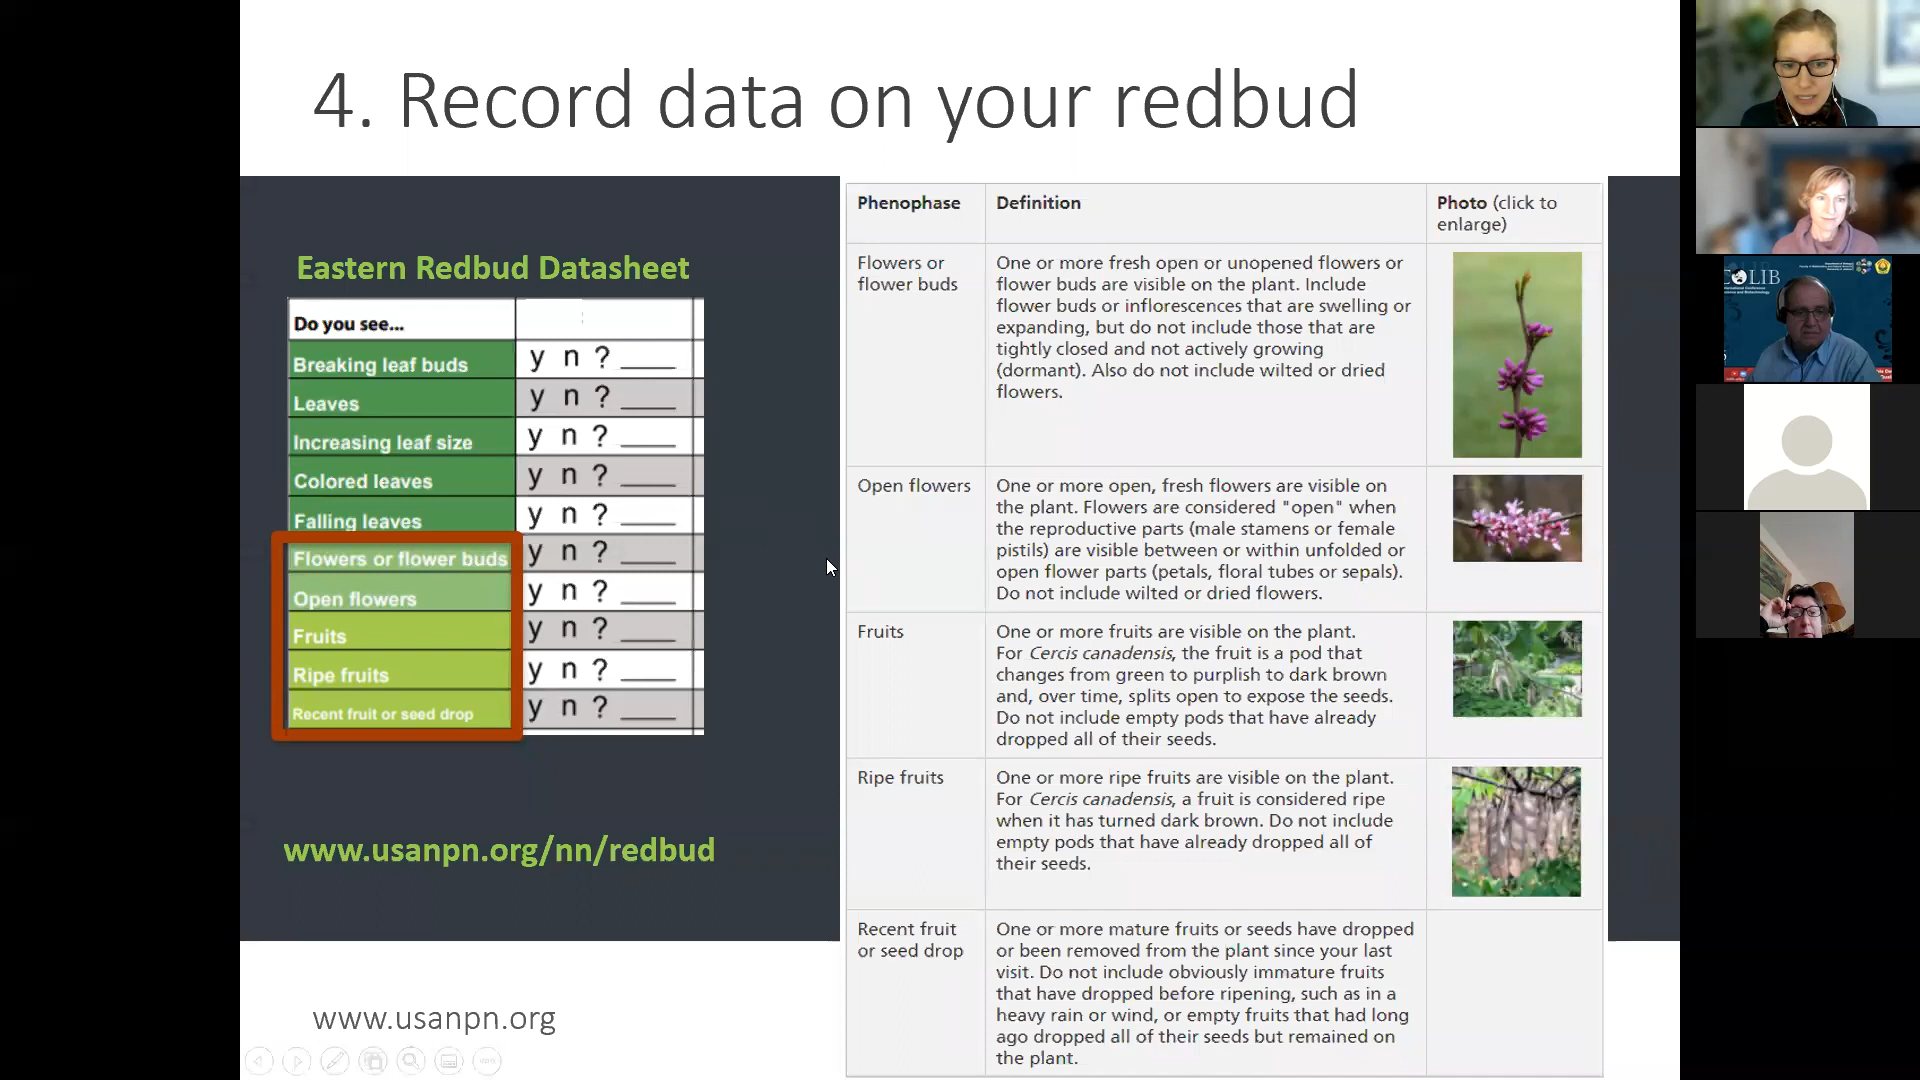 4. Record data on your redbud
Eastern Redbud Datasheet
Do you see...
Breaking leaf buds y n ? ____
Leaves y n ? ____
Increasing leaf size y n ? ____
Colored leaves y n ? ____
Falling leaves y n ? ____
Flowers or flower buds y n ? ____
Open flowers y n ? ____
Fruits y n ? ____
Ripe fruits y n ? ____
Recent fruit or seed drop y n ? ____
www.usanpn.org/nn/redbud
www.usanpn.org
Phenophase
Definition
Photo (click to
enlarge)
Flowers or
flower buds
One or more fresh open or unopened flowers or
flower buds are visible on the plant. Include
flower buds or inflorescences that are swelling or
expanding, but do not include those that are
tightly closed and not actively growing
(dormant). Also do not include wilted or dried
flowers.
Open flowers
One or more open, fresh flowers are visible on
the plant. Flowers are considered "open" when
the reproductive parts (male stamens or female
pistils) are visible between or within unfolded or
open flower parts (petals, floral tubes or sepals).
Do not include wilted or dried flowers.
Fruits
One or more fruits are visible on the plant.
For Cercis canadensis, the fruit is a pod that
changes from green to purplish to dark brown
and, over time, splits open to expose the seeds.
Do not include empty pods that have already
dropped all of their seeds.
Ripe fruits
One or more ripe fruits are visible on the plant.
For Cercis canadensis, a fruit is considered ripe
when it has turned dark brown. Do not include
empty pods that have already dropped all of
their seeds.
Recent fruit
or seed drop
One or more mature fruits or seeds have dropped
or been removed from the plant since your last
visit. Do not include obviously immature fruits
that have dropped before ripening, such as in a
heavy rain or wind, or empty fruits that had long
ago dropped all of their seeds but remained on
the plant.